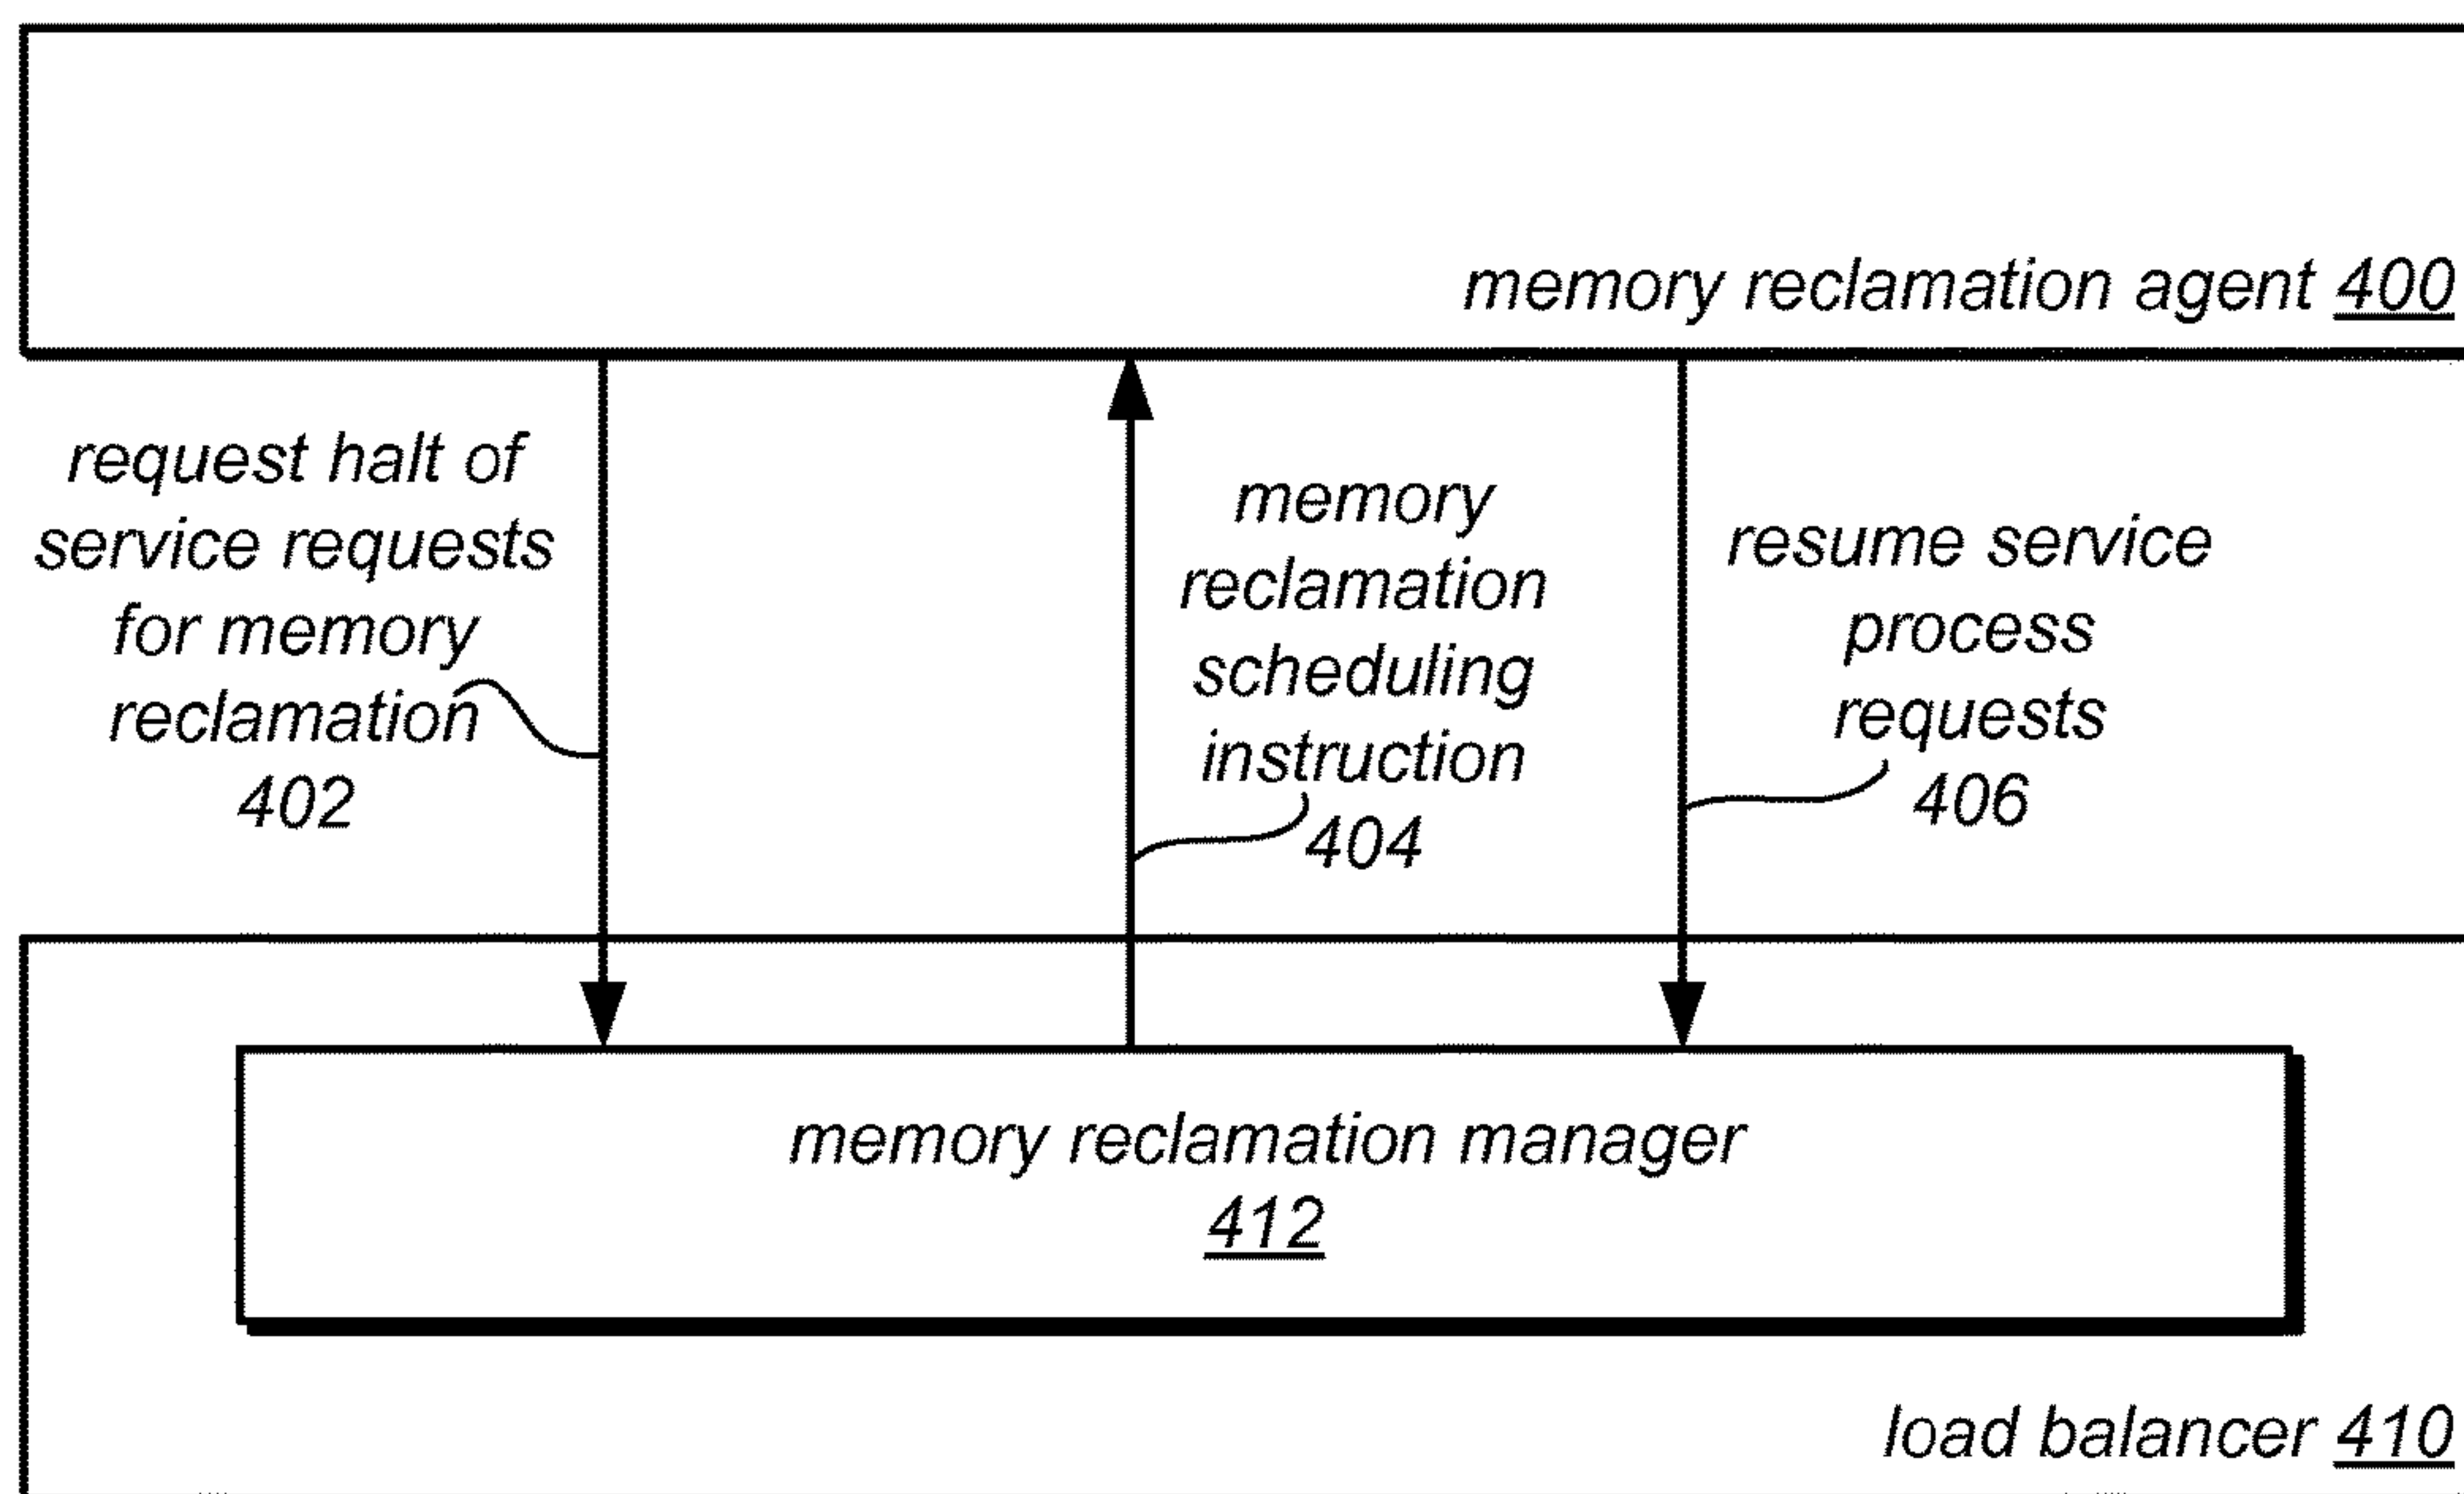 memory reclamation agent 400
request halt of
service requests
for memory
reclamation
402
memory
reclamation
scheduling
instruction
404
resume service
process
requests
406
memory reclamation manager
412
load balancer 410